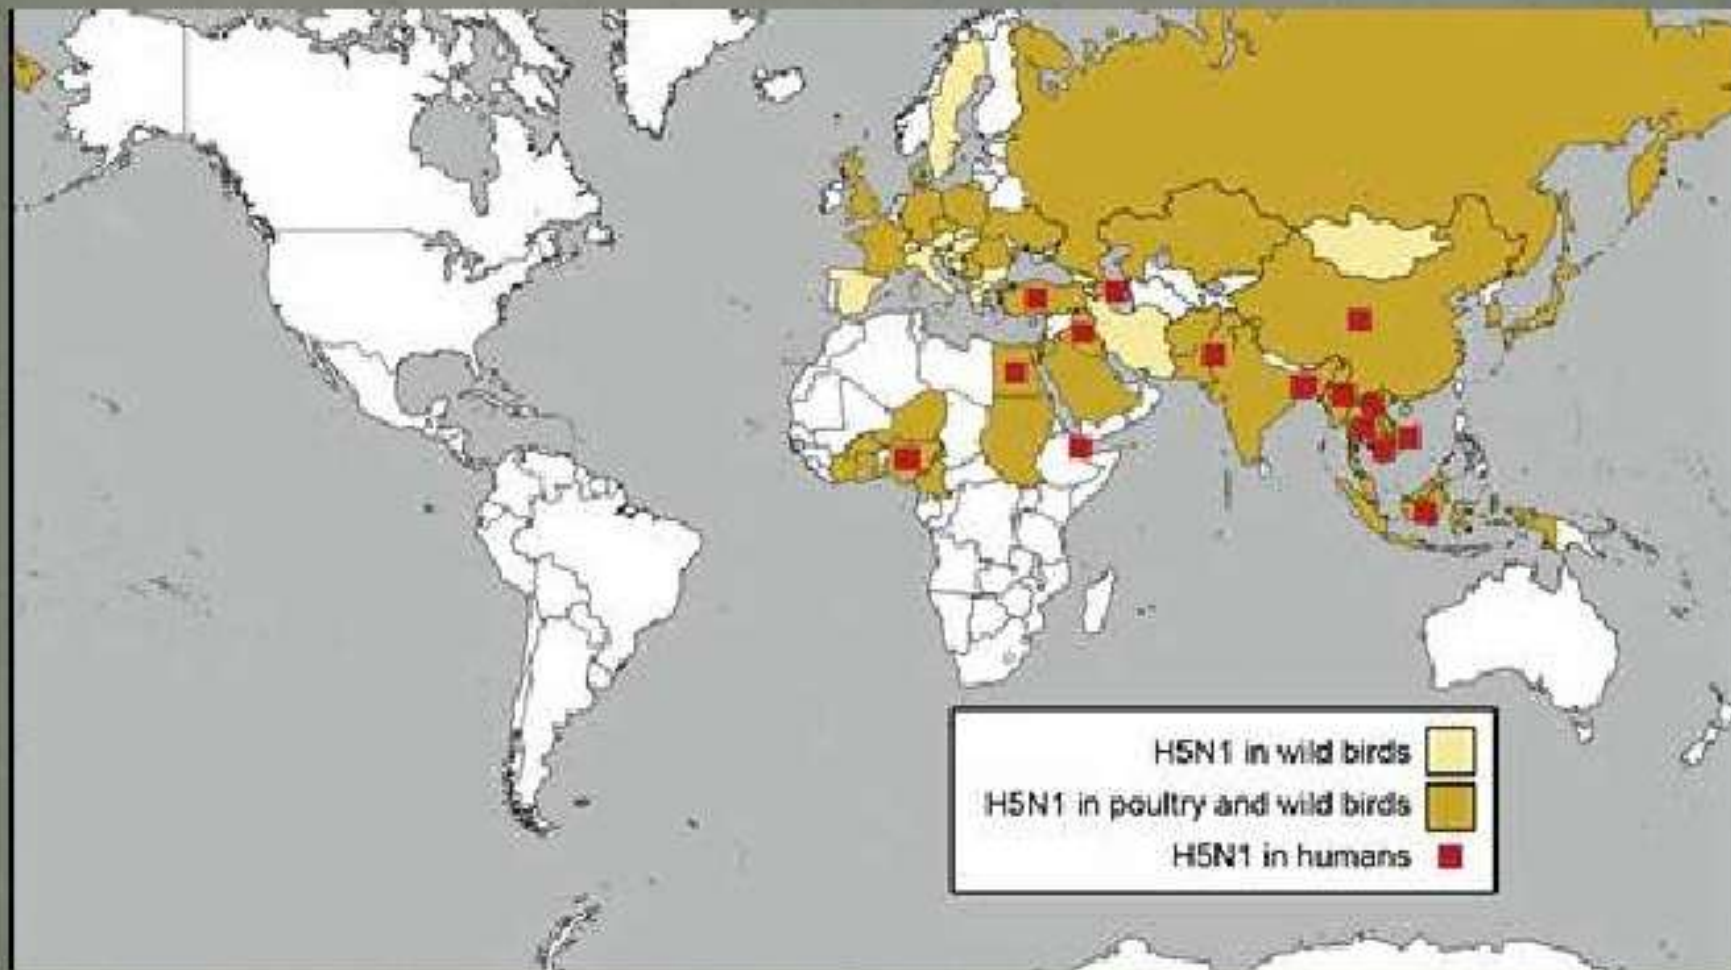 H5N1 in wild birds
H5N1 in poultry and wild birds
H5N1 in humans